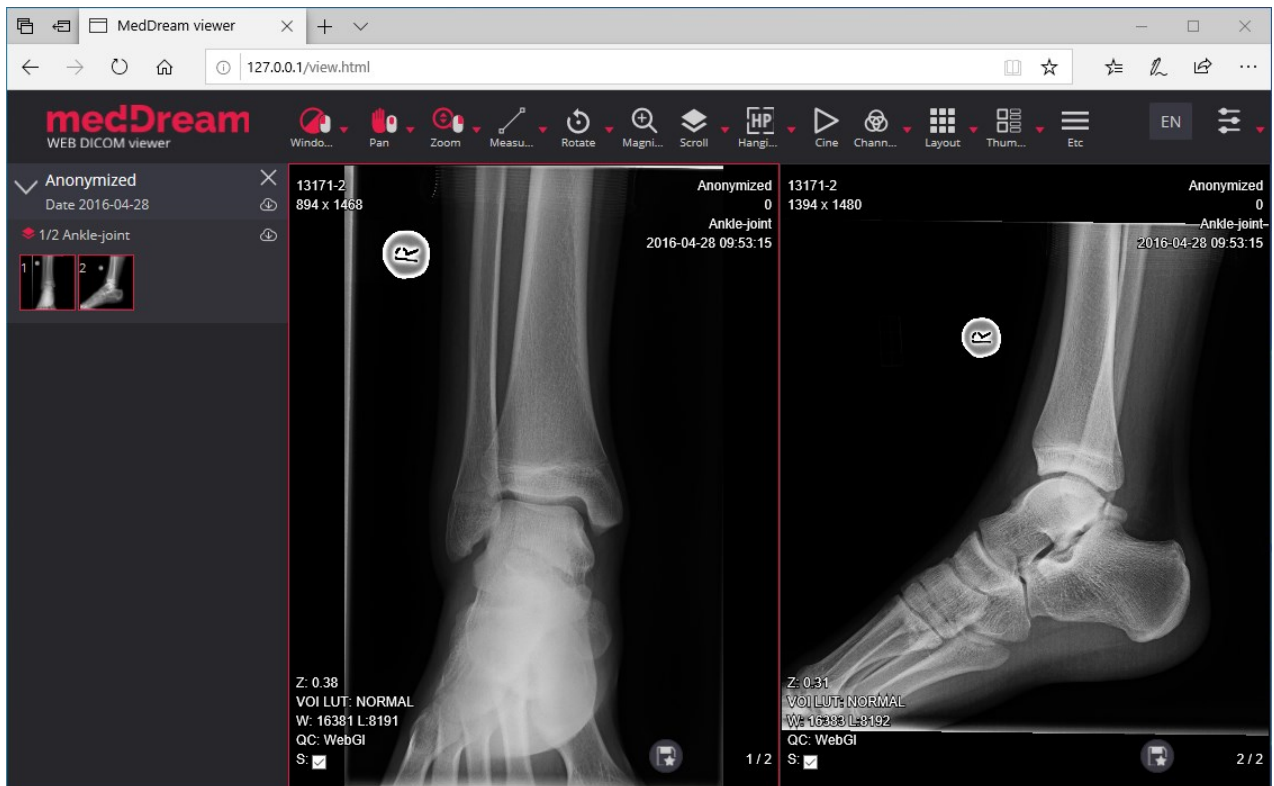 MedDream viewer
127.0.0.1/view.html
medDream
WEB DICOM viewer
Windo...
Pan
Zoom
Measu...
Rotate
Magni...
Scroll
HP
Hangi...
Cine
Chann...
Layout
Thum...
Etc
EN
Anonymized
Date 2016-04-28
1/2 Ankle-joint
1
2
13171-2
894 x 1468
Anonymized
0
Ankle-joint
2016-04-28 09:53:15
R
Z: 0.38
VOI LUT: NORMAL
W: 16381 L:8191
QC: WebGl
S:
1 / 2
13171-2
1394 x 1480
Anonymized
0
Ankle-joint
2016-04-28 09:53:15
R
Z: 0.31
VOI LUT: NORMAL
W: 16383 L:8192
QC: WebGl
S:
2 / 2